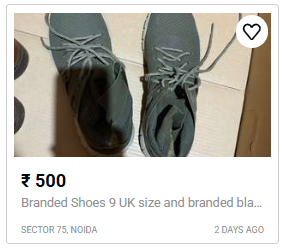 ₹ 500
Branded Shoes 9 UK size and branded bla...
SECTOR 75, NOIDA
2 DAYS AGO